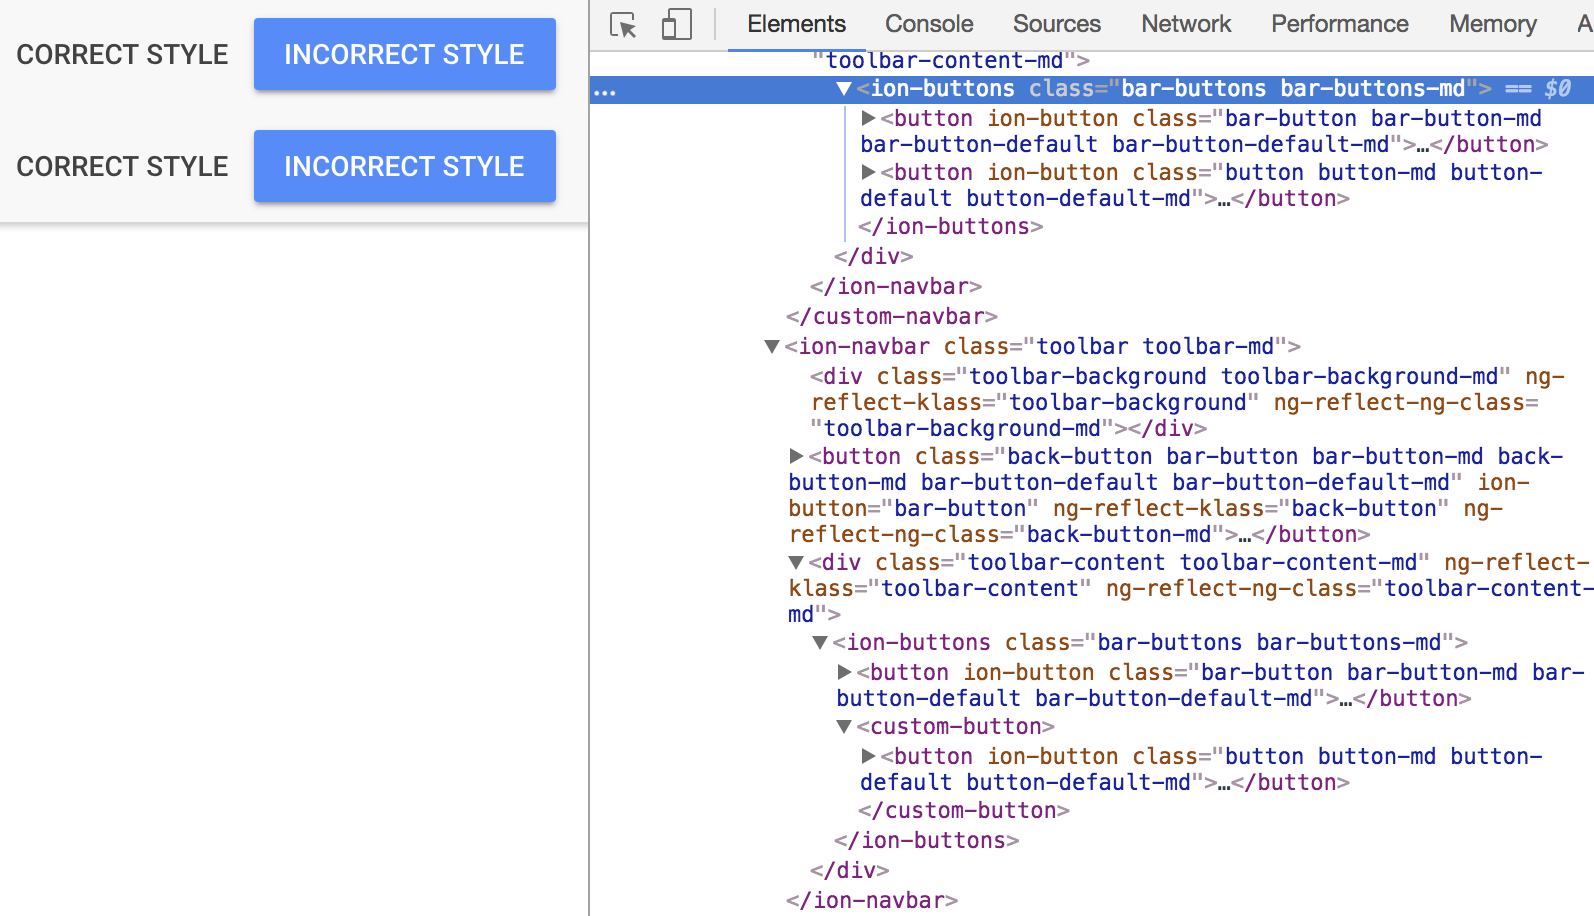 CORRECT STYLE INCORRECT STYLE
CORRECT STYLE INCORRECT STYLE
Elements Console Sources Network Performance Memory A
"toolbar-content-md">
… ▼<ion-buttons class="bar-buttons bar-buttons-md"> == $0
▶<button ion-button class="bar-button bar-button-md
bar-button-default bar-button-default-md">…</button>
▶<button ion-button class="button button-md button-
default button-default-md">…</button>
</ion-buttons>
</div>
</ion-navbar>
</custom-navbar>
▼<ion-navbar class="toolbar toolbar-md">
<div class="toolbar-background toolbar-background-md" ng-
reflect-klass="toolbar-background" ng-reflect-ng-class=
"toolbar-background-md"></div>
▶<button class="back-button bar-button bar-button-md back-
button-md bar-button-default bar-button-default-md" ion-
button="bar-button" ng-reflect-klass="back-button" ng-
reflect-ng-class="back-button-md">…</button>
▼<div class="toolbar-content toolbar-content-md" ng-reflect-
klass="toolbar-content" ng-reflect-ng-class="toolbar-content-
md">
▼<ion-buttons class="bar-buttons bar-buttons-md">
▶<button ion-button class="bar-button bar-button-md bar-
button-default bar-button-default-md">…</button>
▼<custom-button>
▶<button ion-button class="button button-md button-
default button-default-md">…</button>
</custom-button>
</ion-buttons>
</div>
</ion-navbar>